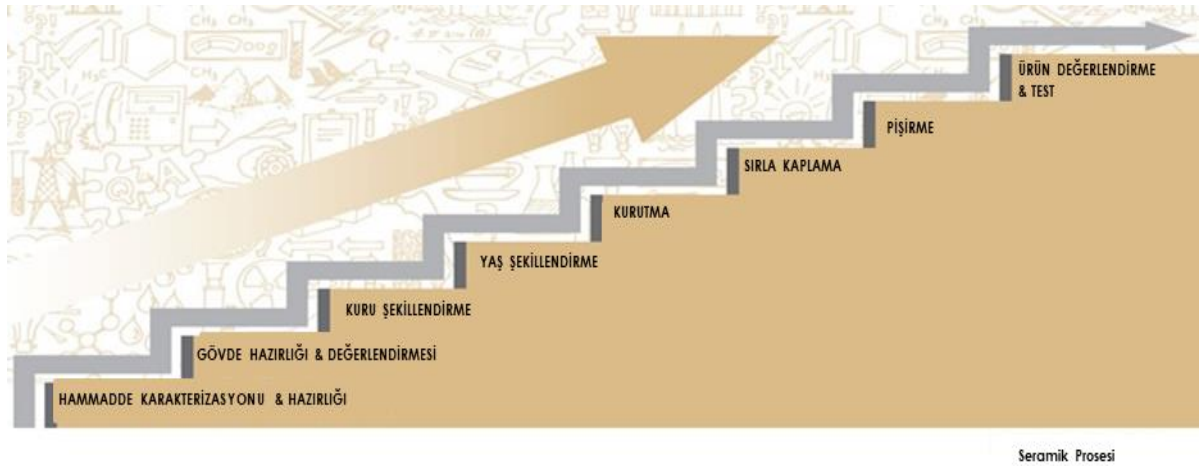 ÜRÜN DEĞERLENDİRME
& TEST
PİŞİRME
SIRLA KAPLAMA
KURUTMA
YAŞ ŞEKİLLENDİRME
KURU ŞEKİLLENDİRME
GÖVDE HAZIRLIĞI & DEĞERLENDİRMESİ
HAMMADDE KARAKTERİZASYONU & HAZIRLIĞI
Seramik Prosesi